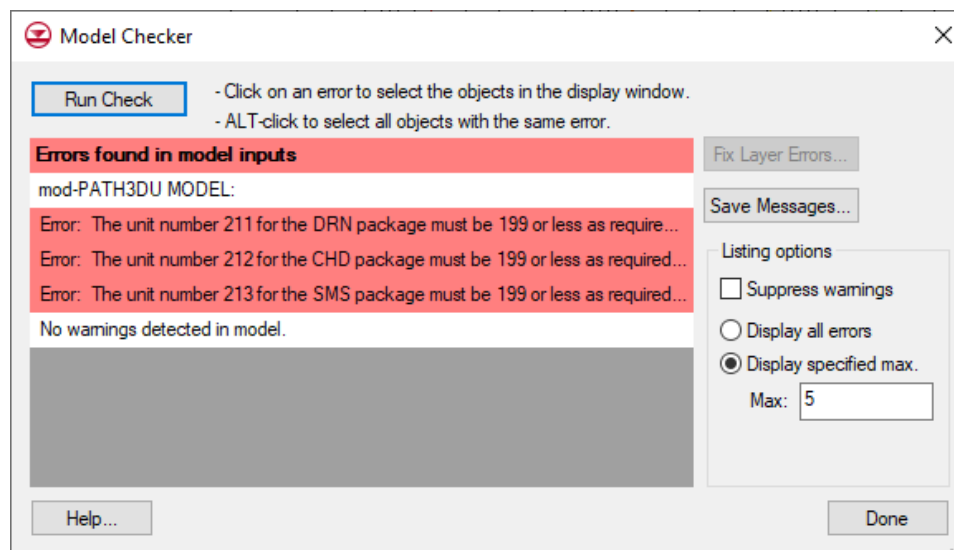 Model Checker
Run Check
- Click on an error to select the objects in the display window.
- ALT-click to select all objects with the same error.
Errors found in model inputs
mod-PATH3DU MODEL:
Error: The unit number 211 for the DRN package must be 199 or less as require...
Error: The unit number 212 for the CHD package must be 199 or less as required...
Error: The unit number 213 for the SMS package must be 199 or less as required...
No warnings detected in model.
Fix Layer Errors...
Save Messages...
Listing options
Suppress warnings
Display all errors
Display specified max.
Max: 5
Help...
Done